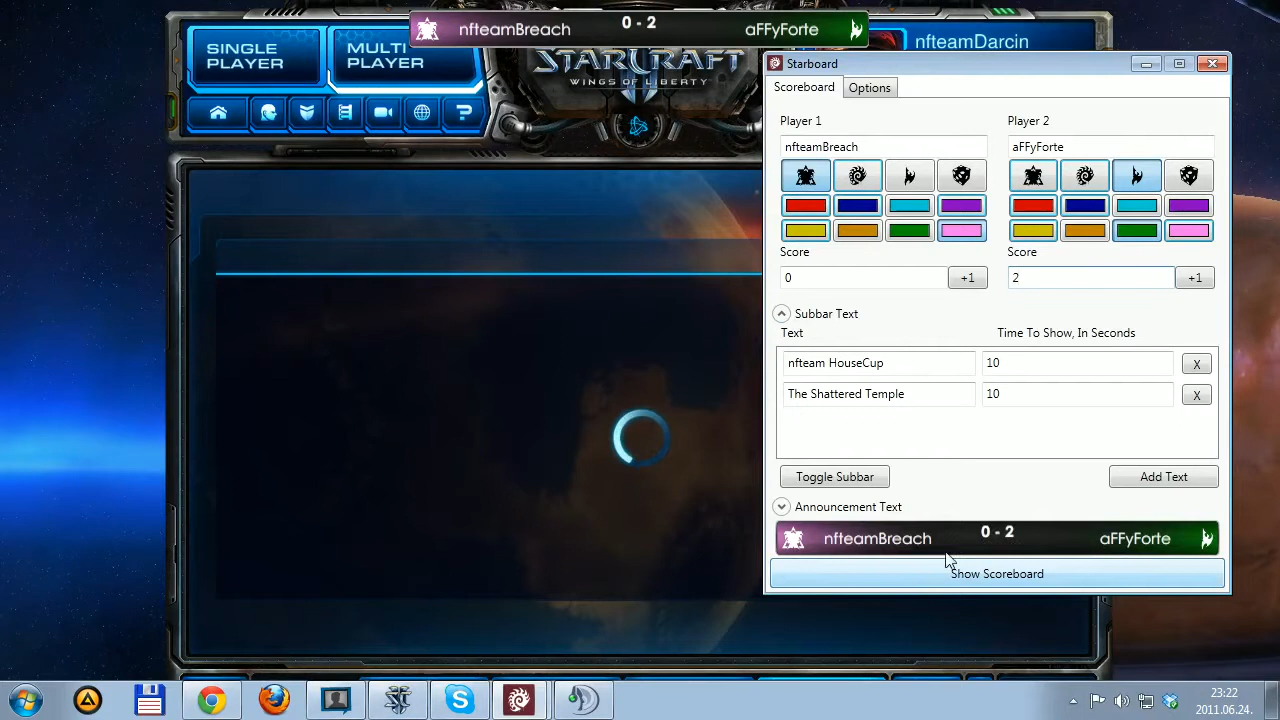 nfteamBreach 0 - 2 aFFyForte
SINGLE
PLAYER
MULTI
PLAYER
STARCRAFT
WINGS OF LIBERTY
nfteamDarcin
Starboard
Scoreboard Options
Player 1 Player 2
nfteamBreach aFFyForte
Score Score
0 +1 2 +1
Subbar Text
Text Time To Show, In Seconds
nfteam HouseCup 10 X
The Shattered Temple 10 X
Toggle Subbar Add Text
Announcement Text
nfteamBreach 0 - 2 aFFyForte
Show Scoreboard
23:22
2011.06.24.